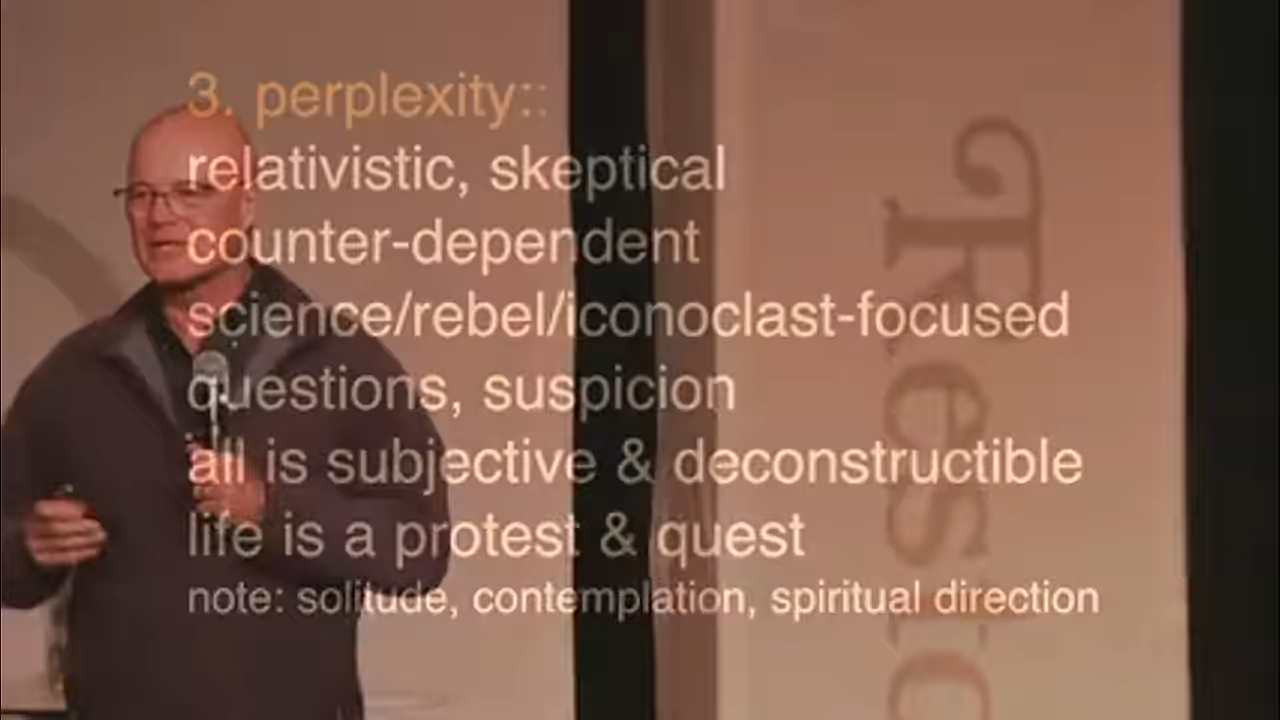 3. perplexity::
relativistic, skeptical
counter-dependent
science/rebel/iconoclast-focused
questions, suspicion
all is subjective & deconstructible
life is a protest & quest
note: solitude, contemplation, spiritual direction